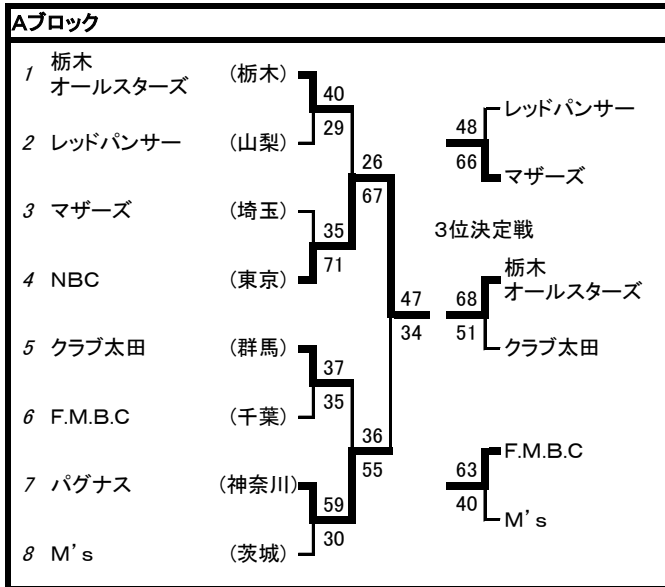 Aブロック
1 栃木
オールスターズ (栃木)
40
29
2 レッドパンサー (山梨)
26
67
3 マザーズ (埼玉)
35
71
4 NBC (東京)
47
34
5 クラブ太田 (群馬)
37
35
6 F.M.B.C (千葉)
36
55
7 パグナス (神奈川)
59
30
8 M's (茨城)
レッドパンサー
48
66
マザーズ
3位決定戦
栃木
オールスターズ
68
51
クラブ太田
F.M.B.C
63
40
M's